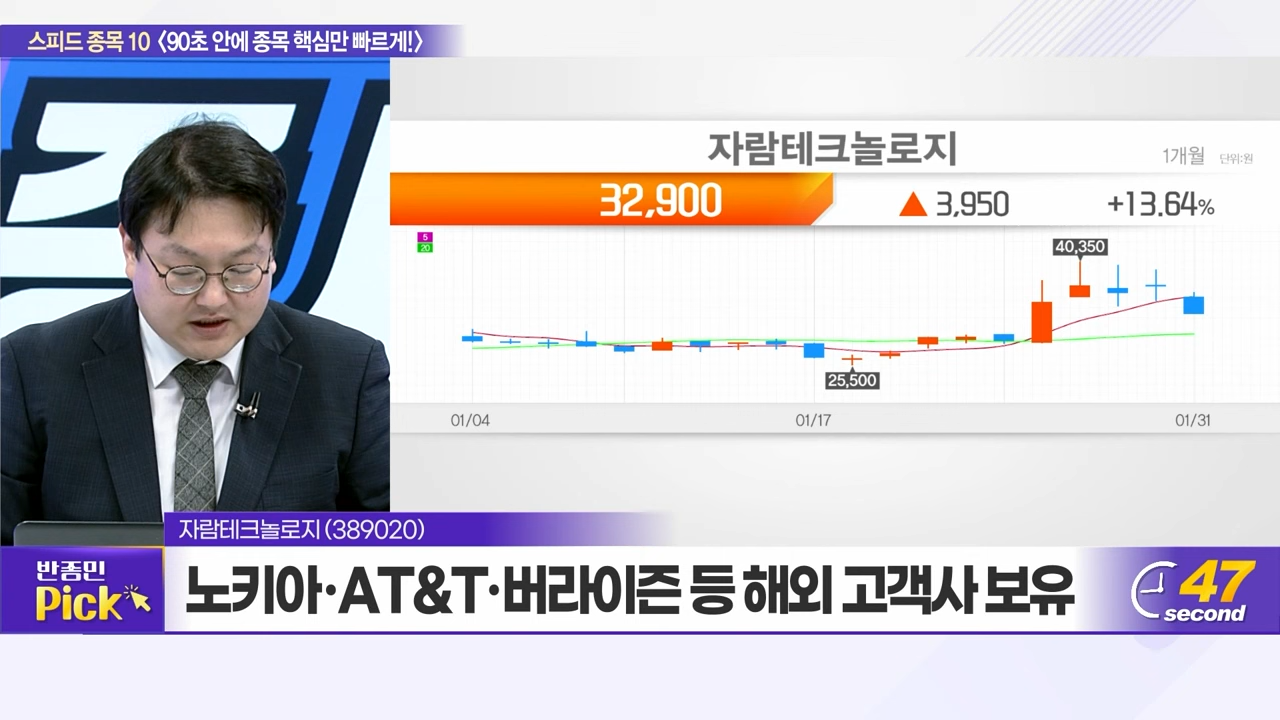 스피드 종목 10 〈90초 안에 종목 핵심만 빠르게!〉
자람테크놀로지
1개월 단위:원
32,900 ▲ 3,950 +13.64%
5
20
40,350
25,500
01/04 01/17 01/31
자람테크놀로지 (389020)
반종민
Pick
노키아·AT&T·버라이즌 등 해외 고객사 보유
47
second